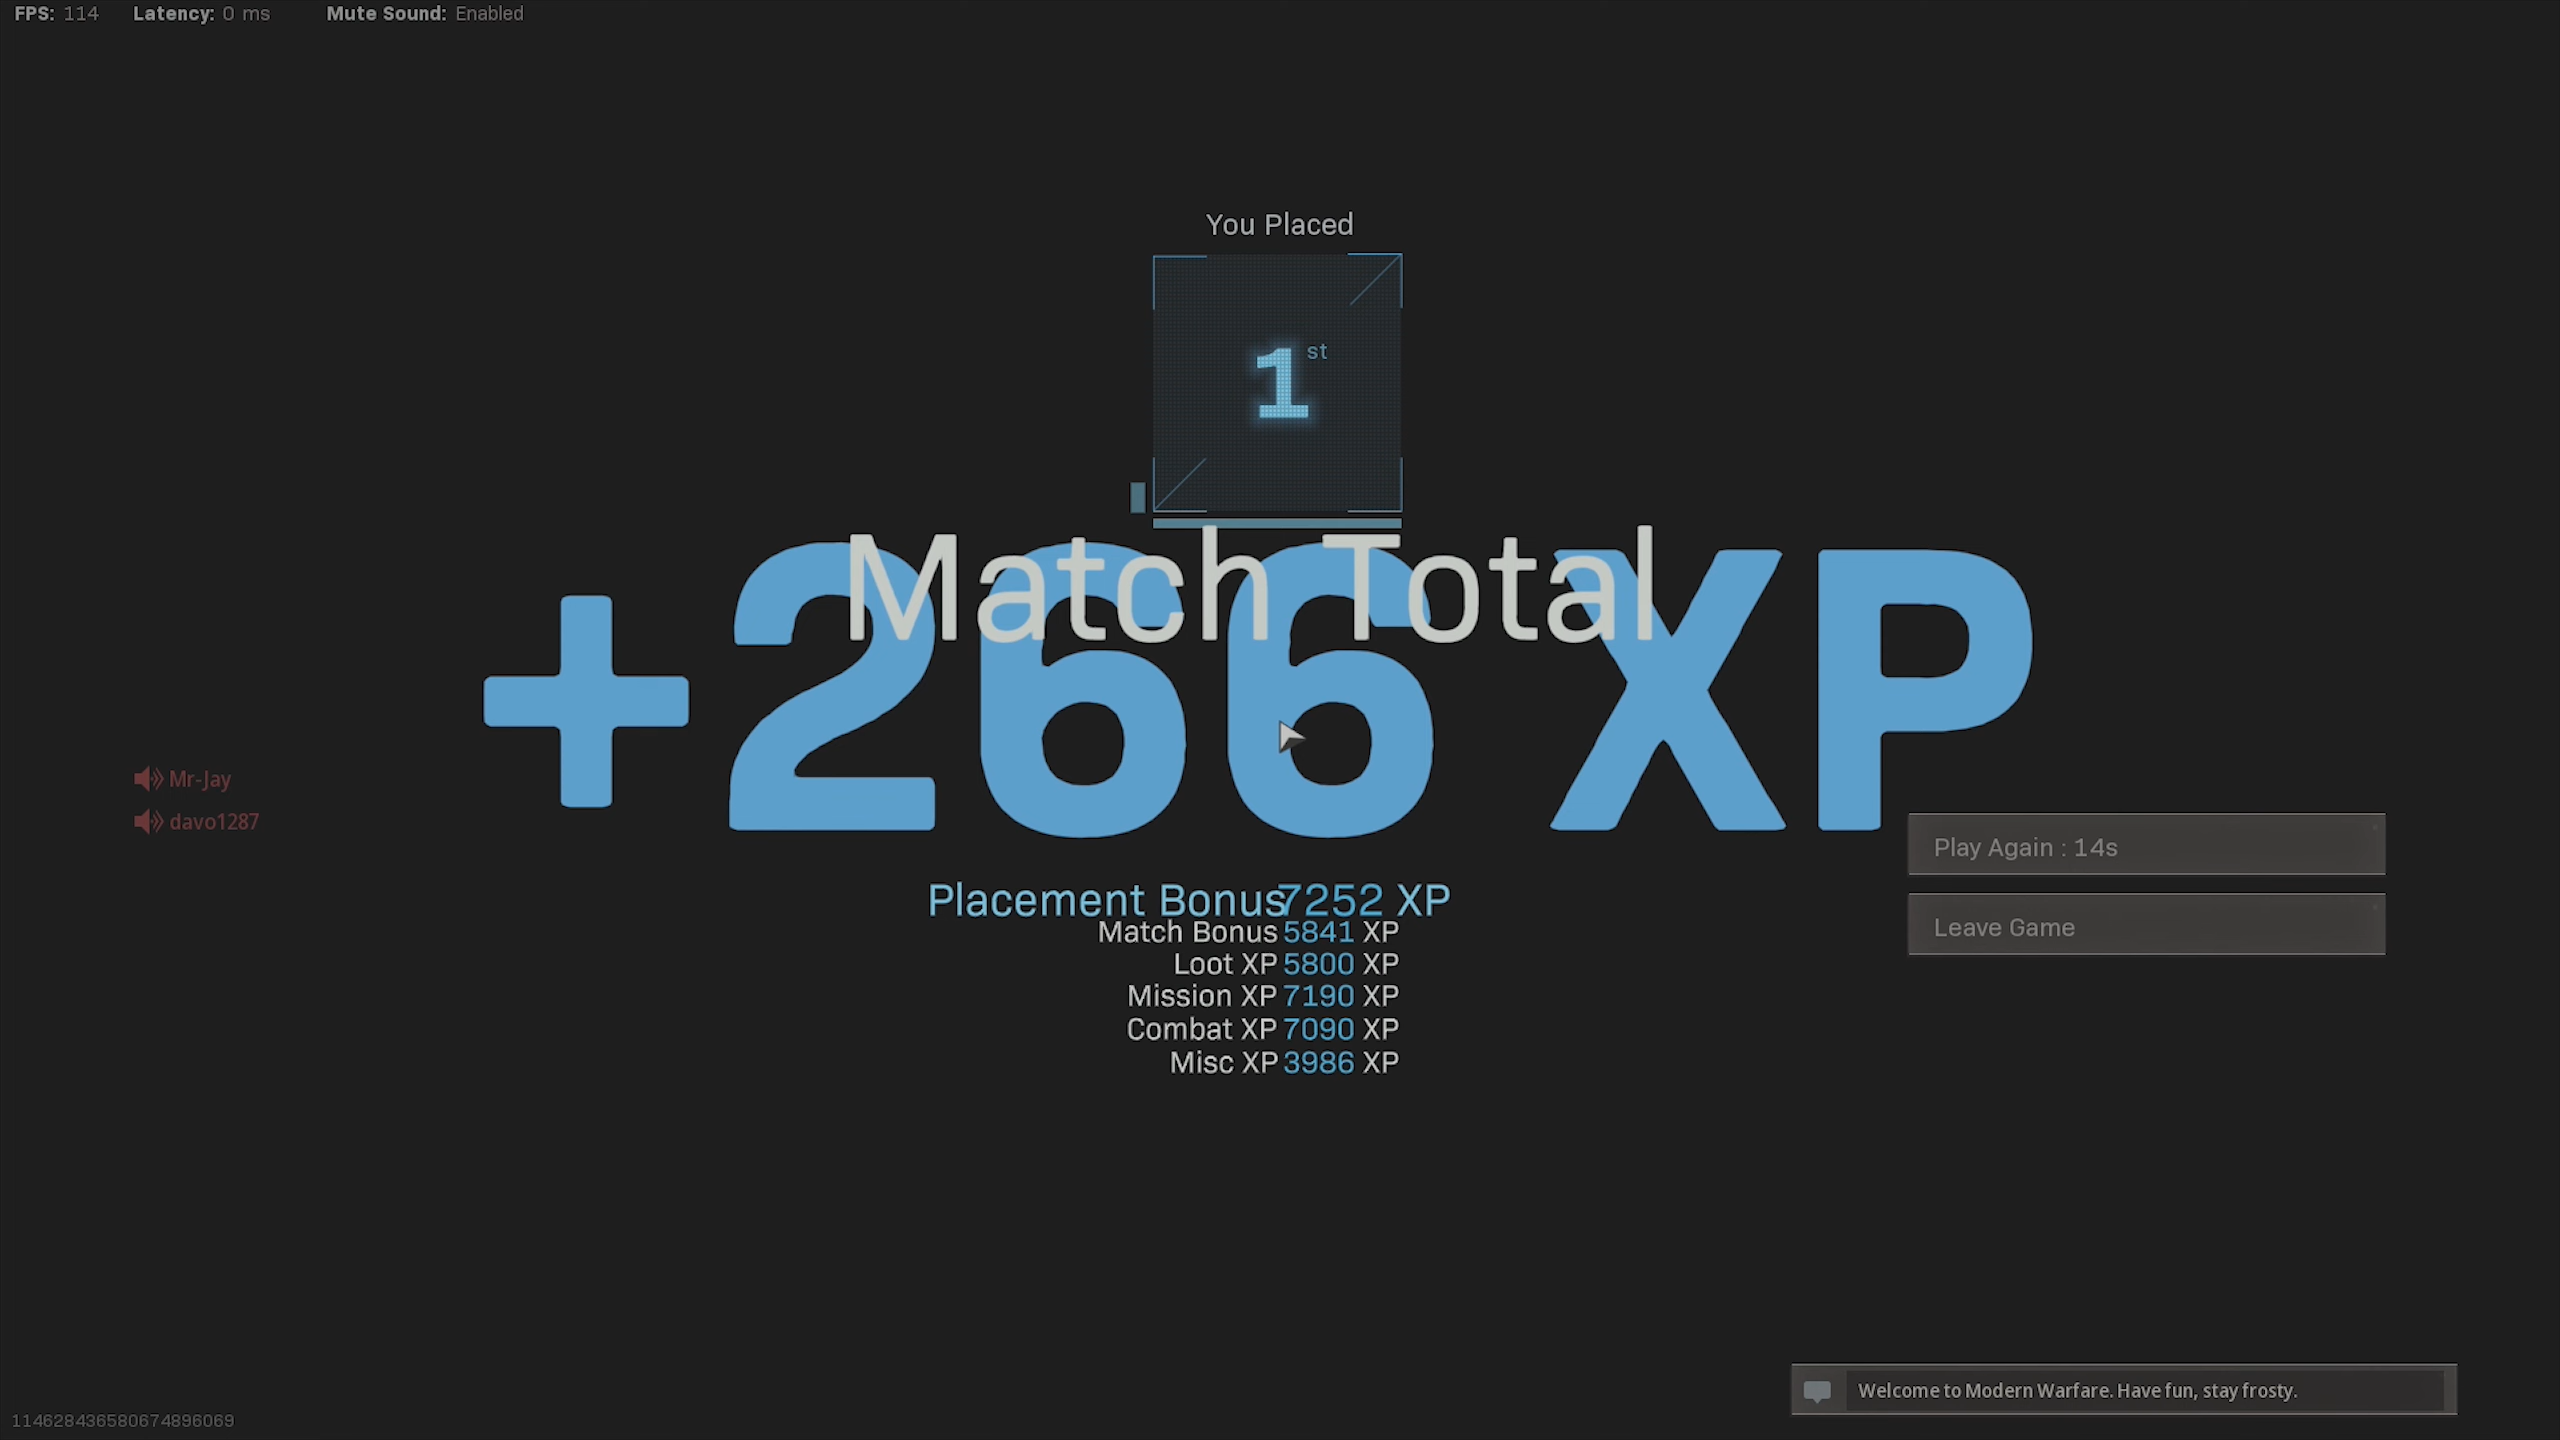 FPS: 114 Latency: 0 ms Mute Sound: Enabled
You Placed
1st
Match Total
+266 XP
Mr-Jay
davo1287
Play Again : 14s
Placement Bonus 7252 XP
Leave Game
Match Bonus 5841 XP
Loot XP 5800 XP
Mission XP 7190 XP
Combat XP 7090 XP
Misc XP 3986 XP
Welcome to Modern Warfare. Have fun, stay frosty.
114628436580674896069